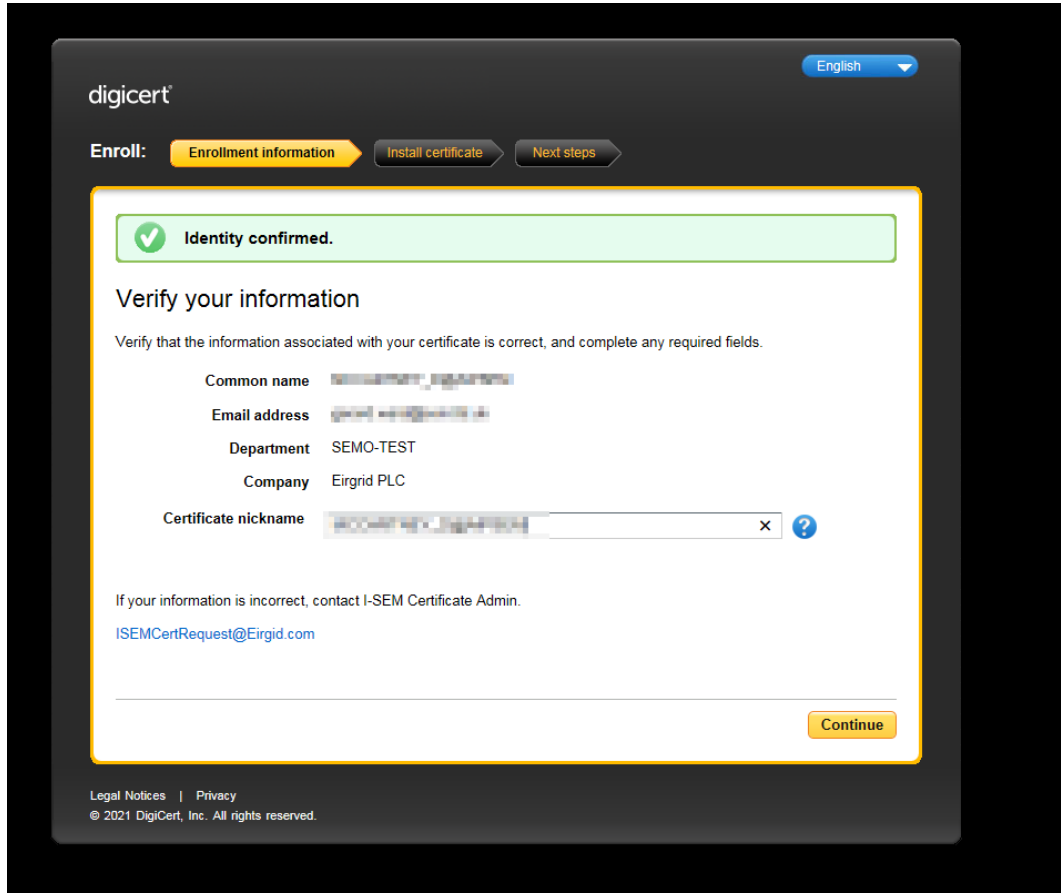 English
digicert®
Enroll: Enrollment information Install certificate Next steps
Identity confirmed.
Verify your information
Verify that the information associated with your certificate is correct, and complete any required fields.
Common name
Email address
Department SEMO-TEST
Company Eirgrid PLC
Certificate nickname
If your information is incorrect, contact I-SEM Certificate Admin.
ISEMCertRequest@Eirgid.com
Continue
Legal Notices | Privacy
© 2021 DigiCert, Inc. All rights reserved.